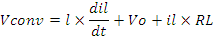 Vconv = l × dil/dt + Vo + il × RL